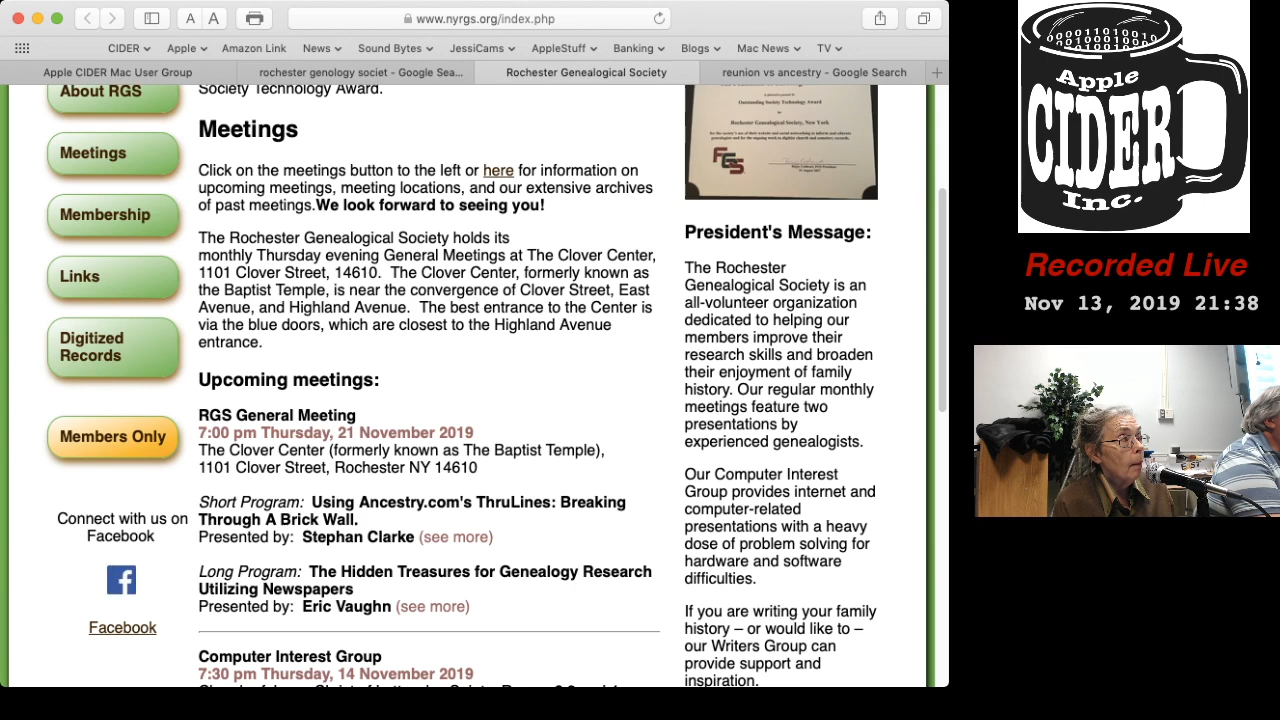 A A www.nyrgs.org/index.php
CIDER Apple Amazon Link News Sound Bytes JessiCams AppleStuff Banking Blogs Mac News TV
Apple CIDER Mac User Group rochester genology societ - Google Sea... Rochester Genealogical Society reunion vs ancestry - Google Search
About RGS
Meetings
Membership
Links
Digitized
Records
Members Only
Connect with us on
Facebook
Facebook
Society Technology Award.
Meetings
Click on the meetings button to the left or here for information on
upcoming meetings, meeting locations, and our extensive archives
of past meetings.We look forward to seeing you!
The Rochester Genealogical Society holds its
monthly Thursday evening General Meetings at The Clover Center,
1101 Clover Street, 14610. The Clover Center, formerly known as
the Baptist Temple, is near the convergence of Clover Street, East
Avenue, and Highland Avenue. The best entrance to the Center is
via the blue doors, which are closest to the Highland Avenue
entrance.
Upcoming meetings:
RGS General Meeting
7:00 pm Thursday, 21 November 2019
The Clover Center (formerly known as The Baptist Temple),
1101 Clover Street, Rochester NY 14610
Short Program: Using Ancestry.com's ThruLines: Breaking
Through A Brick Wall.
Presented by: Stephan Clarke (see more)
Long Program: The Hidden Treasures for Genealogy Research
Utilizing Newspapers
Presented by: Eric Vaughn (see more)
Computer Interest Group
7:30 pm Thursday, 14 November 2019
Outstanding Society Technology Award
Rochester Genealogical Society, New York
FGS
President's Message:
The Rochester
Genealogical Society is an
all-volunteer organization
dedicated to helping our
members improve their
research skills and broaden
their enjoyment of family
history. Our regular monthly
meetings feature two
presentations by
experienced genealogists.
Our Computer Interest
Group provides internet and
computer-related
presentations with a heavy
dose of problem solving for
hardware and software
difficulties.
If you are writing your family
history – or would like to –
our Writers Group can
provide support and
inspiration.
000011010010
Apple
CIDER
Inc.
Recorded Live
Nov 13, 2019 21:38